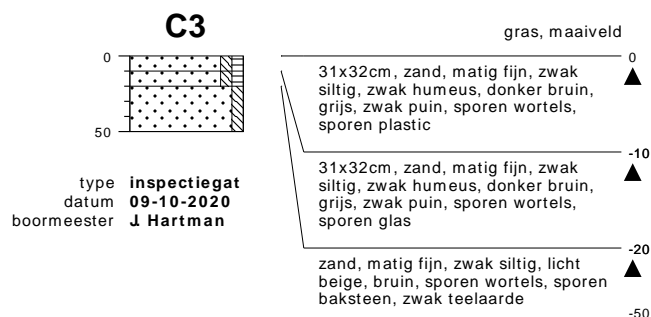 C3
gras, maaiveld
0
50
type inspectiegat
datum 09-10-2020
boormeester J Hartman
0
31x32cm, zand, matig fijn, zwak
siltig, zwak humeus, donker bruin,
grijs, zwak puin, sporen wortels,
sporen plastic
-10
31x32cm, zand, matig fijn, zwak
siltig, zwak humeus, donker bruin,
grijs, zwak puin, sporen wortels,
sporen glas
-20
zand, matig fijn, zwak siltig, licht
beige, bruin, sporen wortels, sporen
baksteen, zwak teelaarde
-50